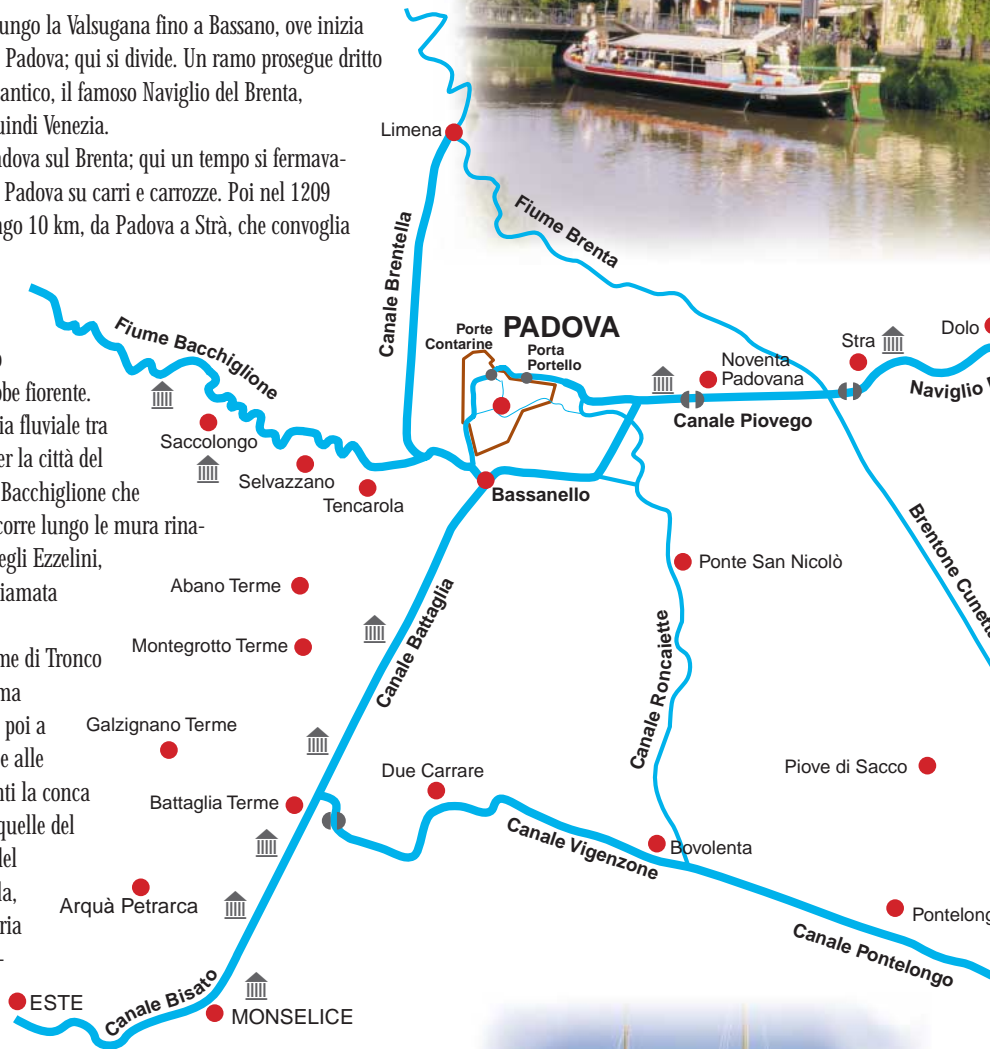 ungo la Valsugana fino a Bassano, ove inizia
Padova; qui si divide. Un ramo prosegue dritto
antico, il famoso Naviglio del Brenta,
uindi Venezia.
dova sul Brenta; qui un tempo si fermava-
Padova su carri e carrozze. Poi nel 1209
go 10 km, da Padova a Strà, che convoglia
be fiorente.
ia fluviale tra
er la città del
Bacchiglione che
corre lungo le mura rina-
egli Ezzelini,
iamata
me di Tronco
ma
poi a
e alle
nti la conca
quelle del
del
la,
ria
-
Limena
Fiume Brenta
Canale Brentella
Fiume Bacchiglione
PADOVA
Porte
Contarine
Porta
Portello
Noventa
Padovana
Stra
Dolo
Naviglio
Canale Piovego
Saccolongo
Selvazzano
Tencarola
Bassanello
Brentone Cunetta
Ponte San Nicolò
Abano Terme
Montegrotto Terme
Canale Battaglia
Canale Roncaiette
Galzignano Terme
Due Carrare
Piove di Sacco
Battaglia Terme
Canale Vigenzone
Bovolenta
Arquà Petrarca
Pontelong
Canale Pontelongo
Canale Bisato
ESTE
MONSELICE